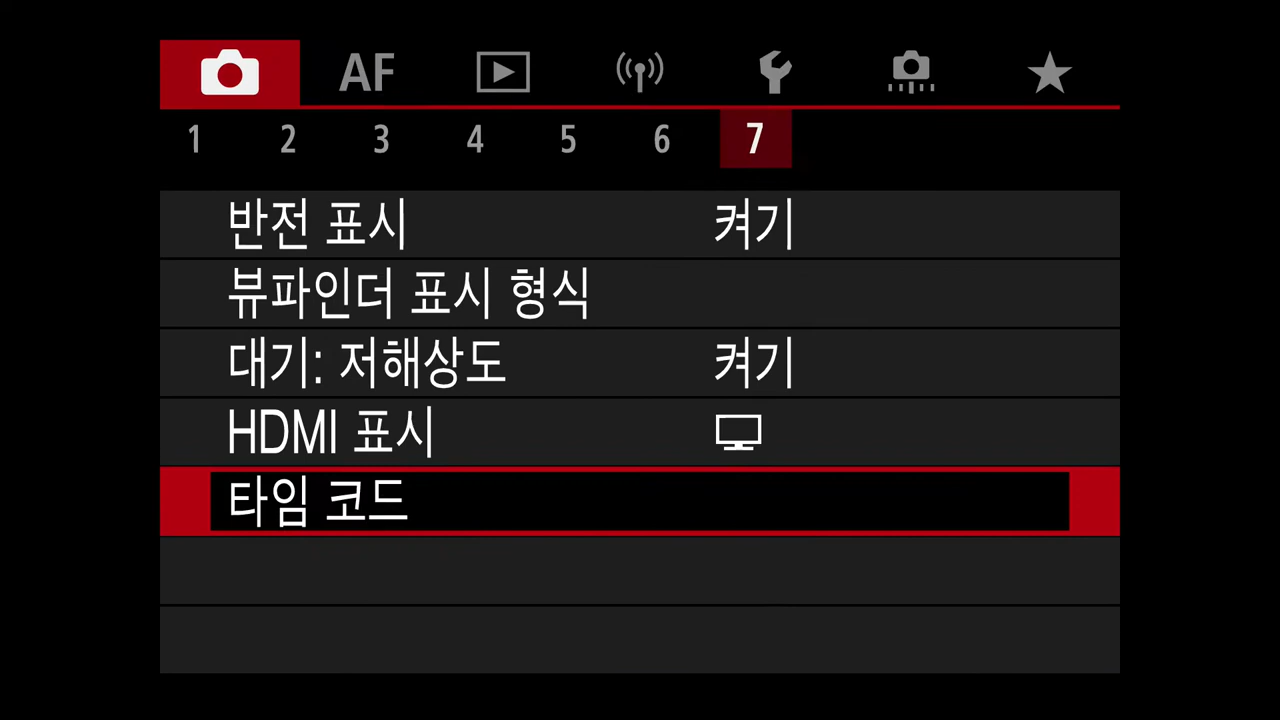 AF
1 2 3 4 5 6 7
반전 표시 켜기
뷰파인더 표시 형식
대기: 저해상도 켜기
HDMI 표시
타임 코드